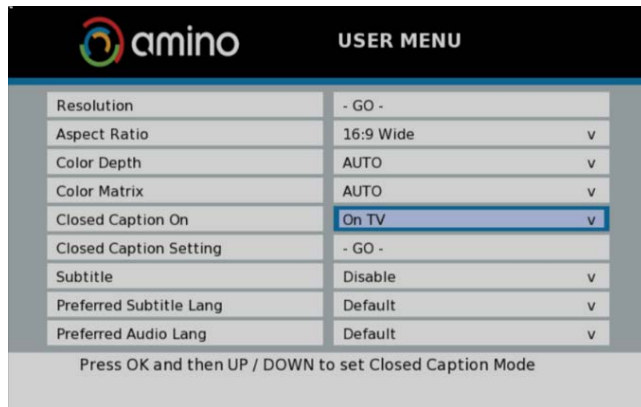 amino USER MENU
Resolution - GO -
Aspect Ratio 16:9 Wide v
Color Depth AUTO v
Color Matrix AUTO v
Closed Caption On On TV v
Closed Caption Setting - GO -
Subtitle Disable v
Preferred Subtitle Lang Default v
Preferred Audio Lang Default v
Press OK and then UP / DOWN to set Closed Caption Mode